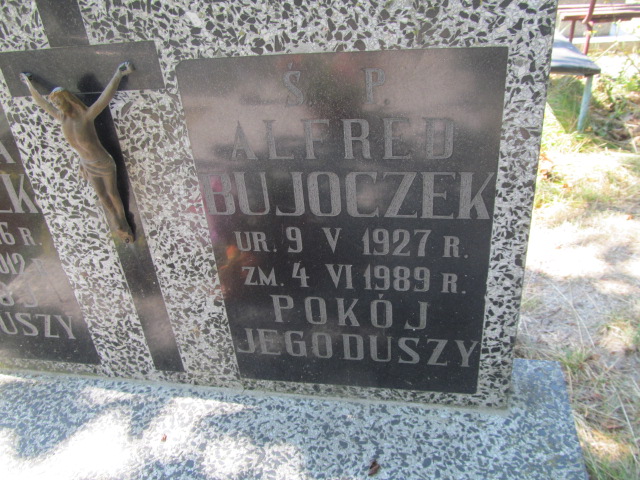 Ś. P.
ALFRED
BUJOCZEK
UR. 9 V 1927 R.
ZM. 4 VI 1989 R.
POKÓJ
JEGO DUSZY